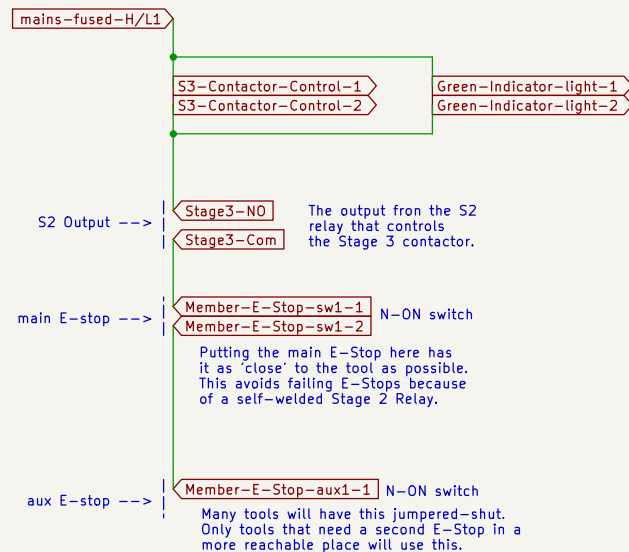 mains-fused-H/L1
S3-Contactor-Control-1
Green-Indicator-light-1
S3-Contactor-Control-2
Green-Indicator-light-2
S2 Output -->
Stage3-NO
Stage3-Com
The output fron the S2
relay that controls
the Stage 3 contactor.
main E-stop -->
Member-E-Stop-sw1-1
Member-E-Stop-sw1-2
N-ON switch
Putting the main E-Stop here has
it as 'close' to the tool as possible.
This avoids failing E-Stops because
of a self-welded Stage 2 Relay.
aux E-stop -->
Member-E-Stop-aux1-1
N-ON switch
Many tools will have this jumpered-shut.
Only tools that need a second E-Stop in a
more reachable place will use this.